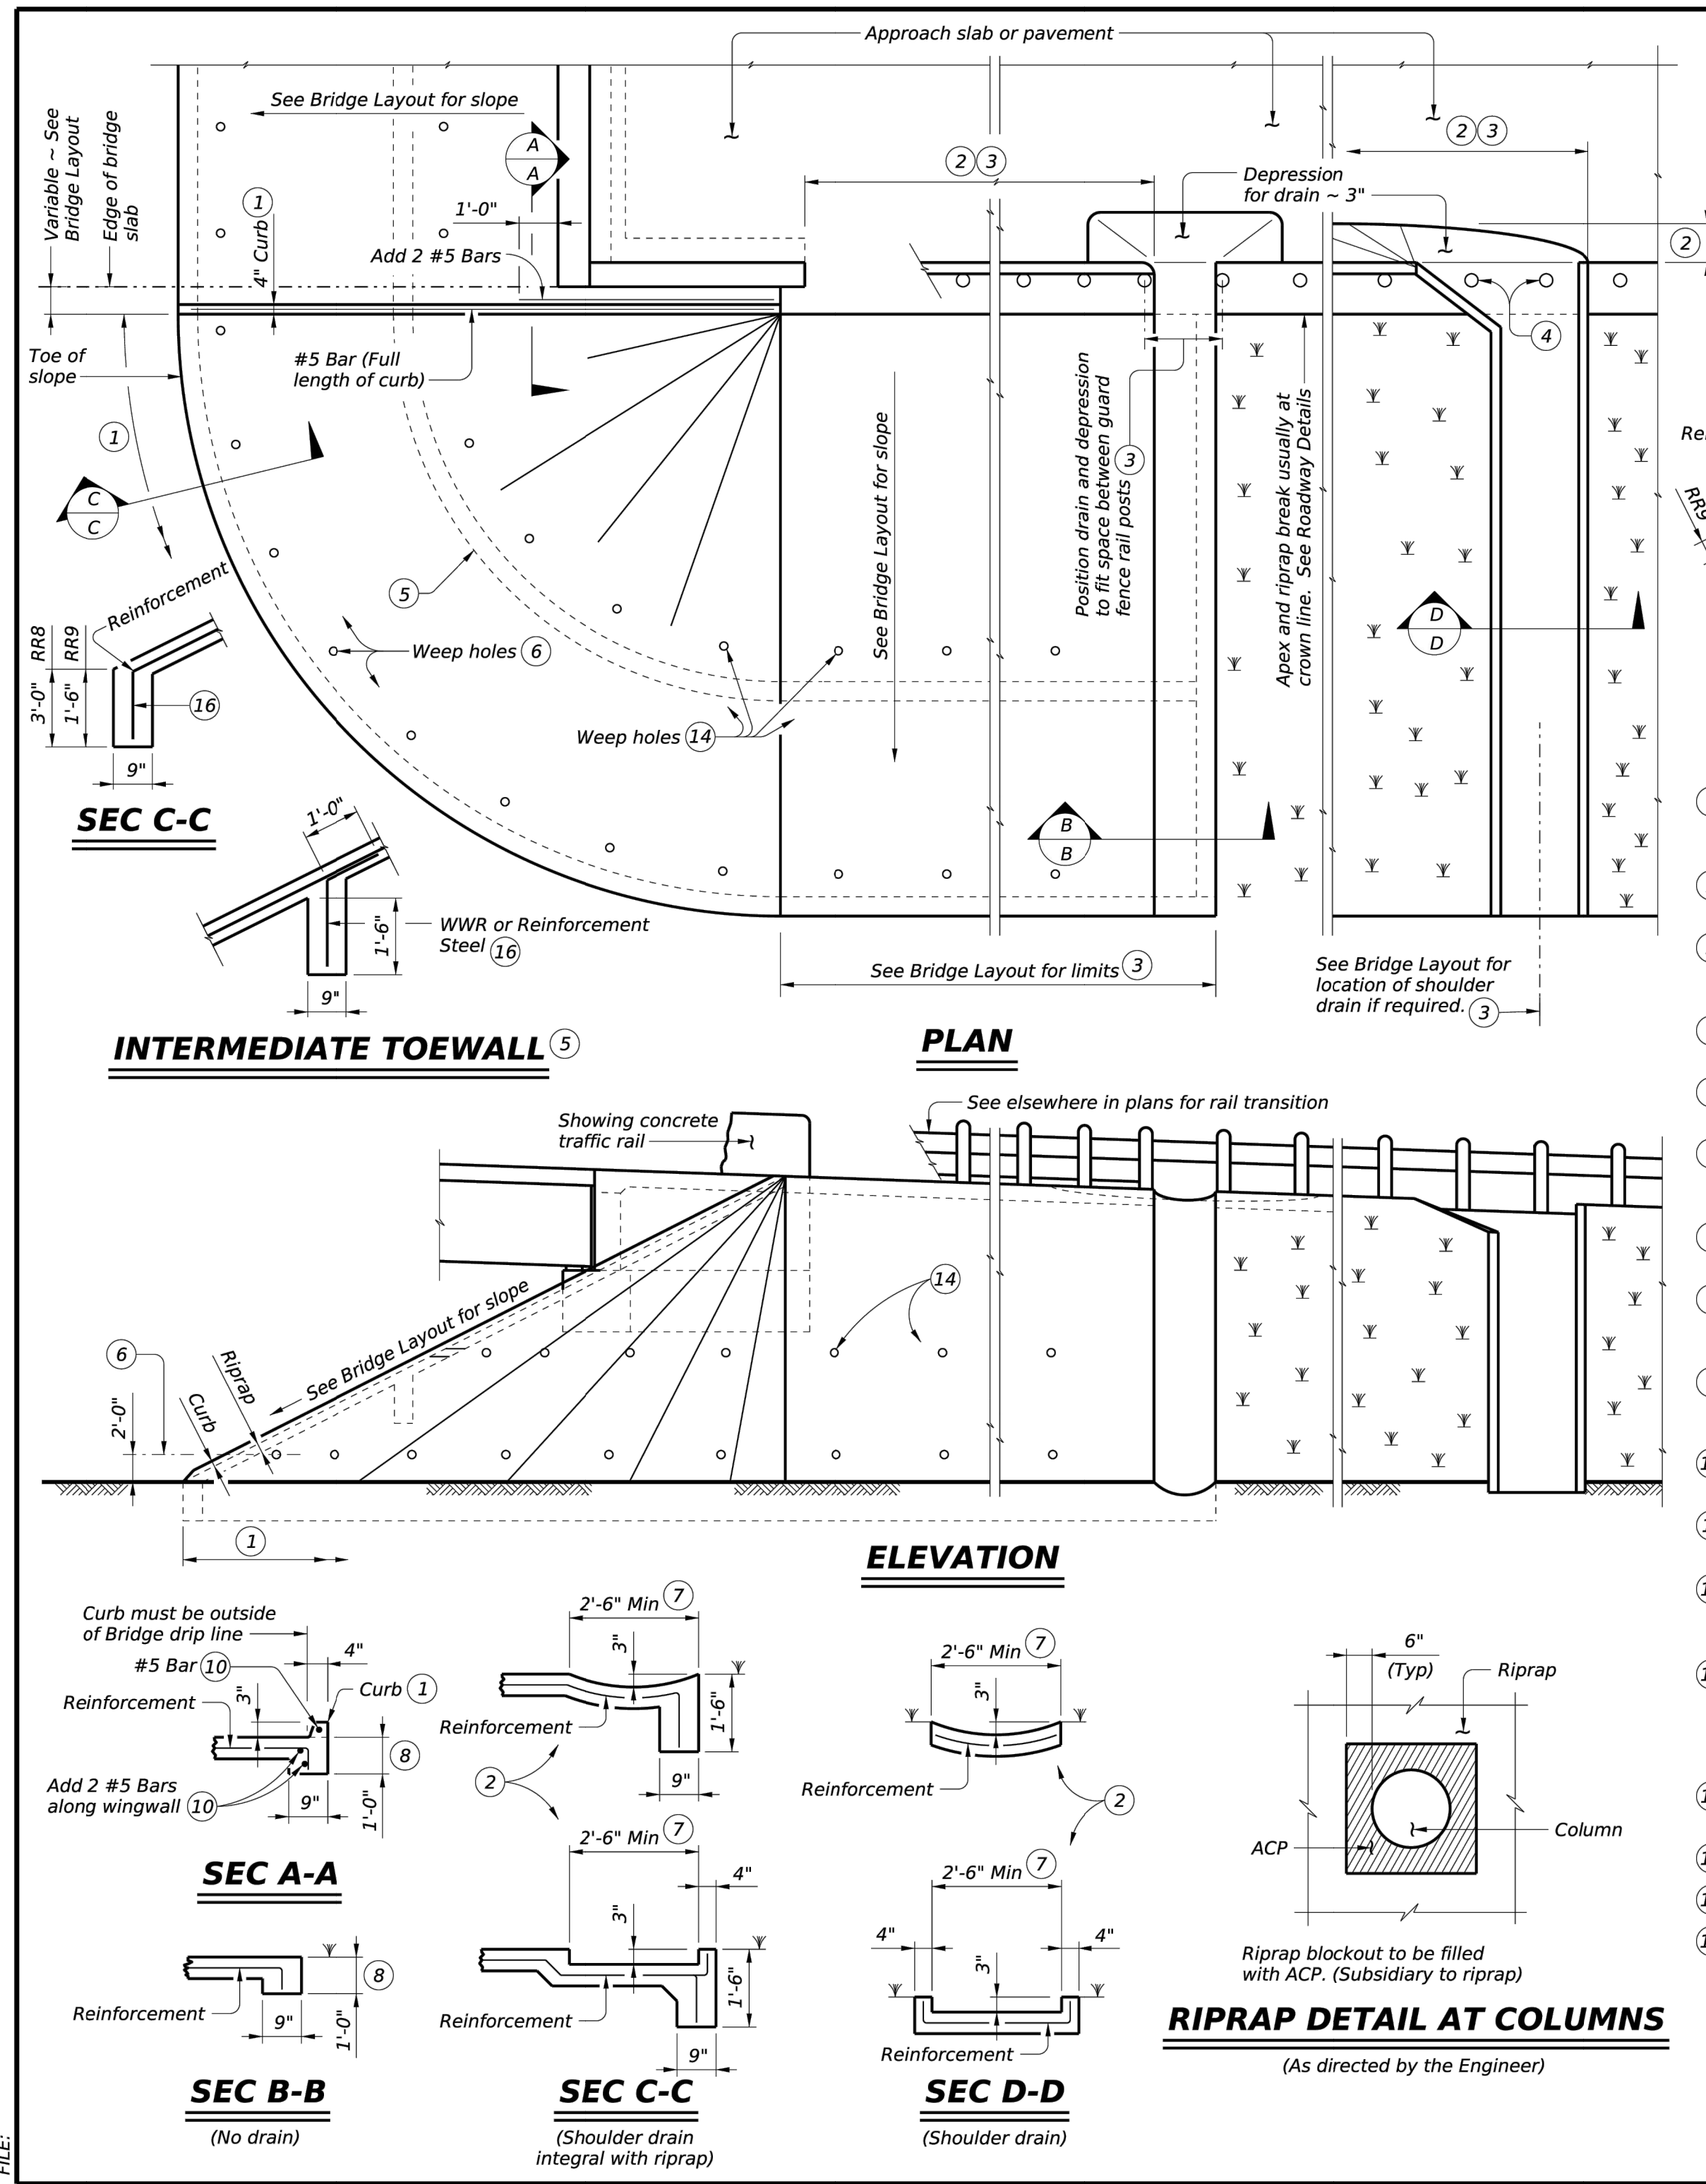 Approach slab or pavement
See Bridge Layout for slope
Variable ~ See
Bridge Layout
Edge of bridge
slab
1
4" Curb
A
A
1'-0"
Add 2 #5 Bars
2 3
Depression
for drain ~ 3"
2 3
2
4
Toe of
slope
#5 Bar (Full
length of curb)
1
C
C
5
See Bridge Layout for slope
Position drain and depression
to fit space between guard
fence rail posts 3
Apex and riprap break usually at
crown line. See Roadway Details
D
D
RR9
Reinforcement
3'-0" RR8
1'-6" RR9
16
9"
SEC C-C
Weep holes 6
Weep holes 14
B
B
1'-0"
WWR or Reinforcement
Steel 16
1'-6"
9"
INTERMEDIATE TOEWALL 5
See Bridge Layout for limits 3
See Bridge Layout for
location of shoulder
drain if required. 3
PLAN
See elsewhere in plans for rail transition
Showing concrete
traffic rail
14
See Bridge Layout for slope
6
Riprap
Curb
2'-0"
1
ELEVATION
Curb must be outside
of Bridge drip line
4"
#5 Bar 10
Reinforcement
3"
Curb 1
8
Add 2 #5 Bars
along wingwall 10
9"
1'-0"
SEC A-A
2'-6" Min 7
3"
1'-6"
Reinforcement
9"
2
2'-6" Min 7
4"
3"
1'-6"
Reinforcement
9"
SEC C-C
(Shoulder drain
integral with riprap)
Reinforcement
8
9"
1'-0"
SEC B-B
(No drain)
2'-6" Min 7
3"
Reinforcement
2
2'-6" Min 7
4"
4"
3"
Reinforcement
SEC D-D
(Shoulder drain)
6"
(Typ)
Riprap
ACP
Column
Riprap blockout to be filled
with ACP. (Subsidiary to riprap)
RIPRAP DETAIL AT COLUMNS
(As directed by the Engineer)
FILE: